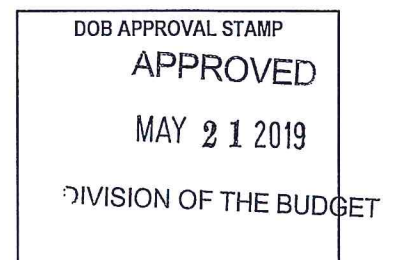 DOB APPROVAL STAMP
APPROVED
MAY 21 2019
DIVISION OF THE BUDGET